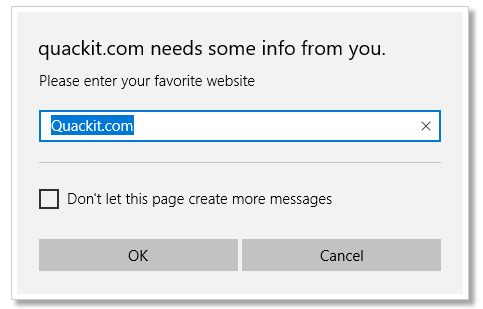 quackit.com needs some info from you.
Please enter your favorite website
Quackit.com
Don't let this page create more messages
OK
Cancel